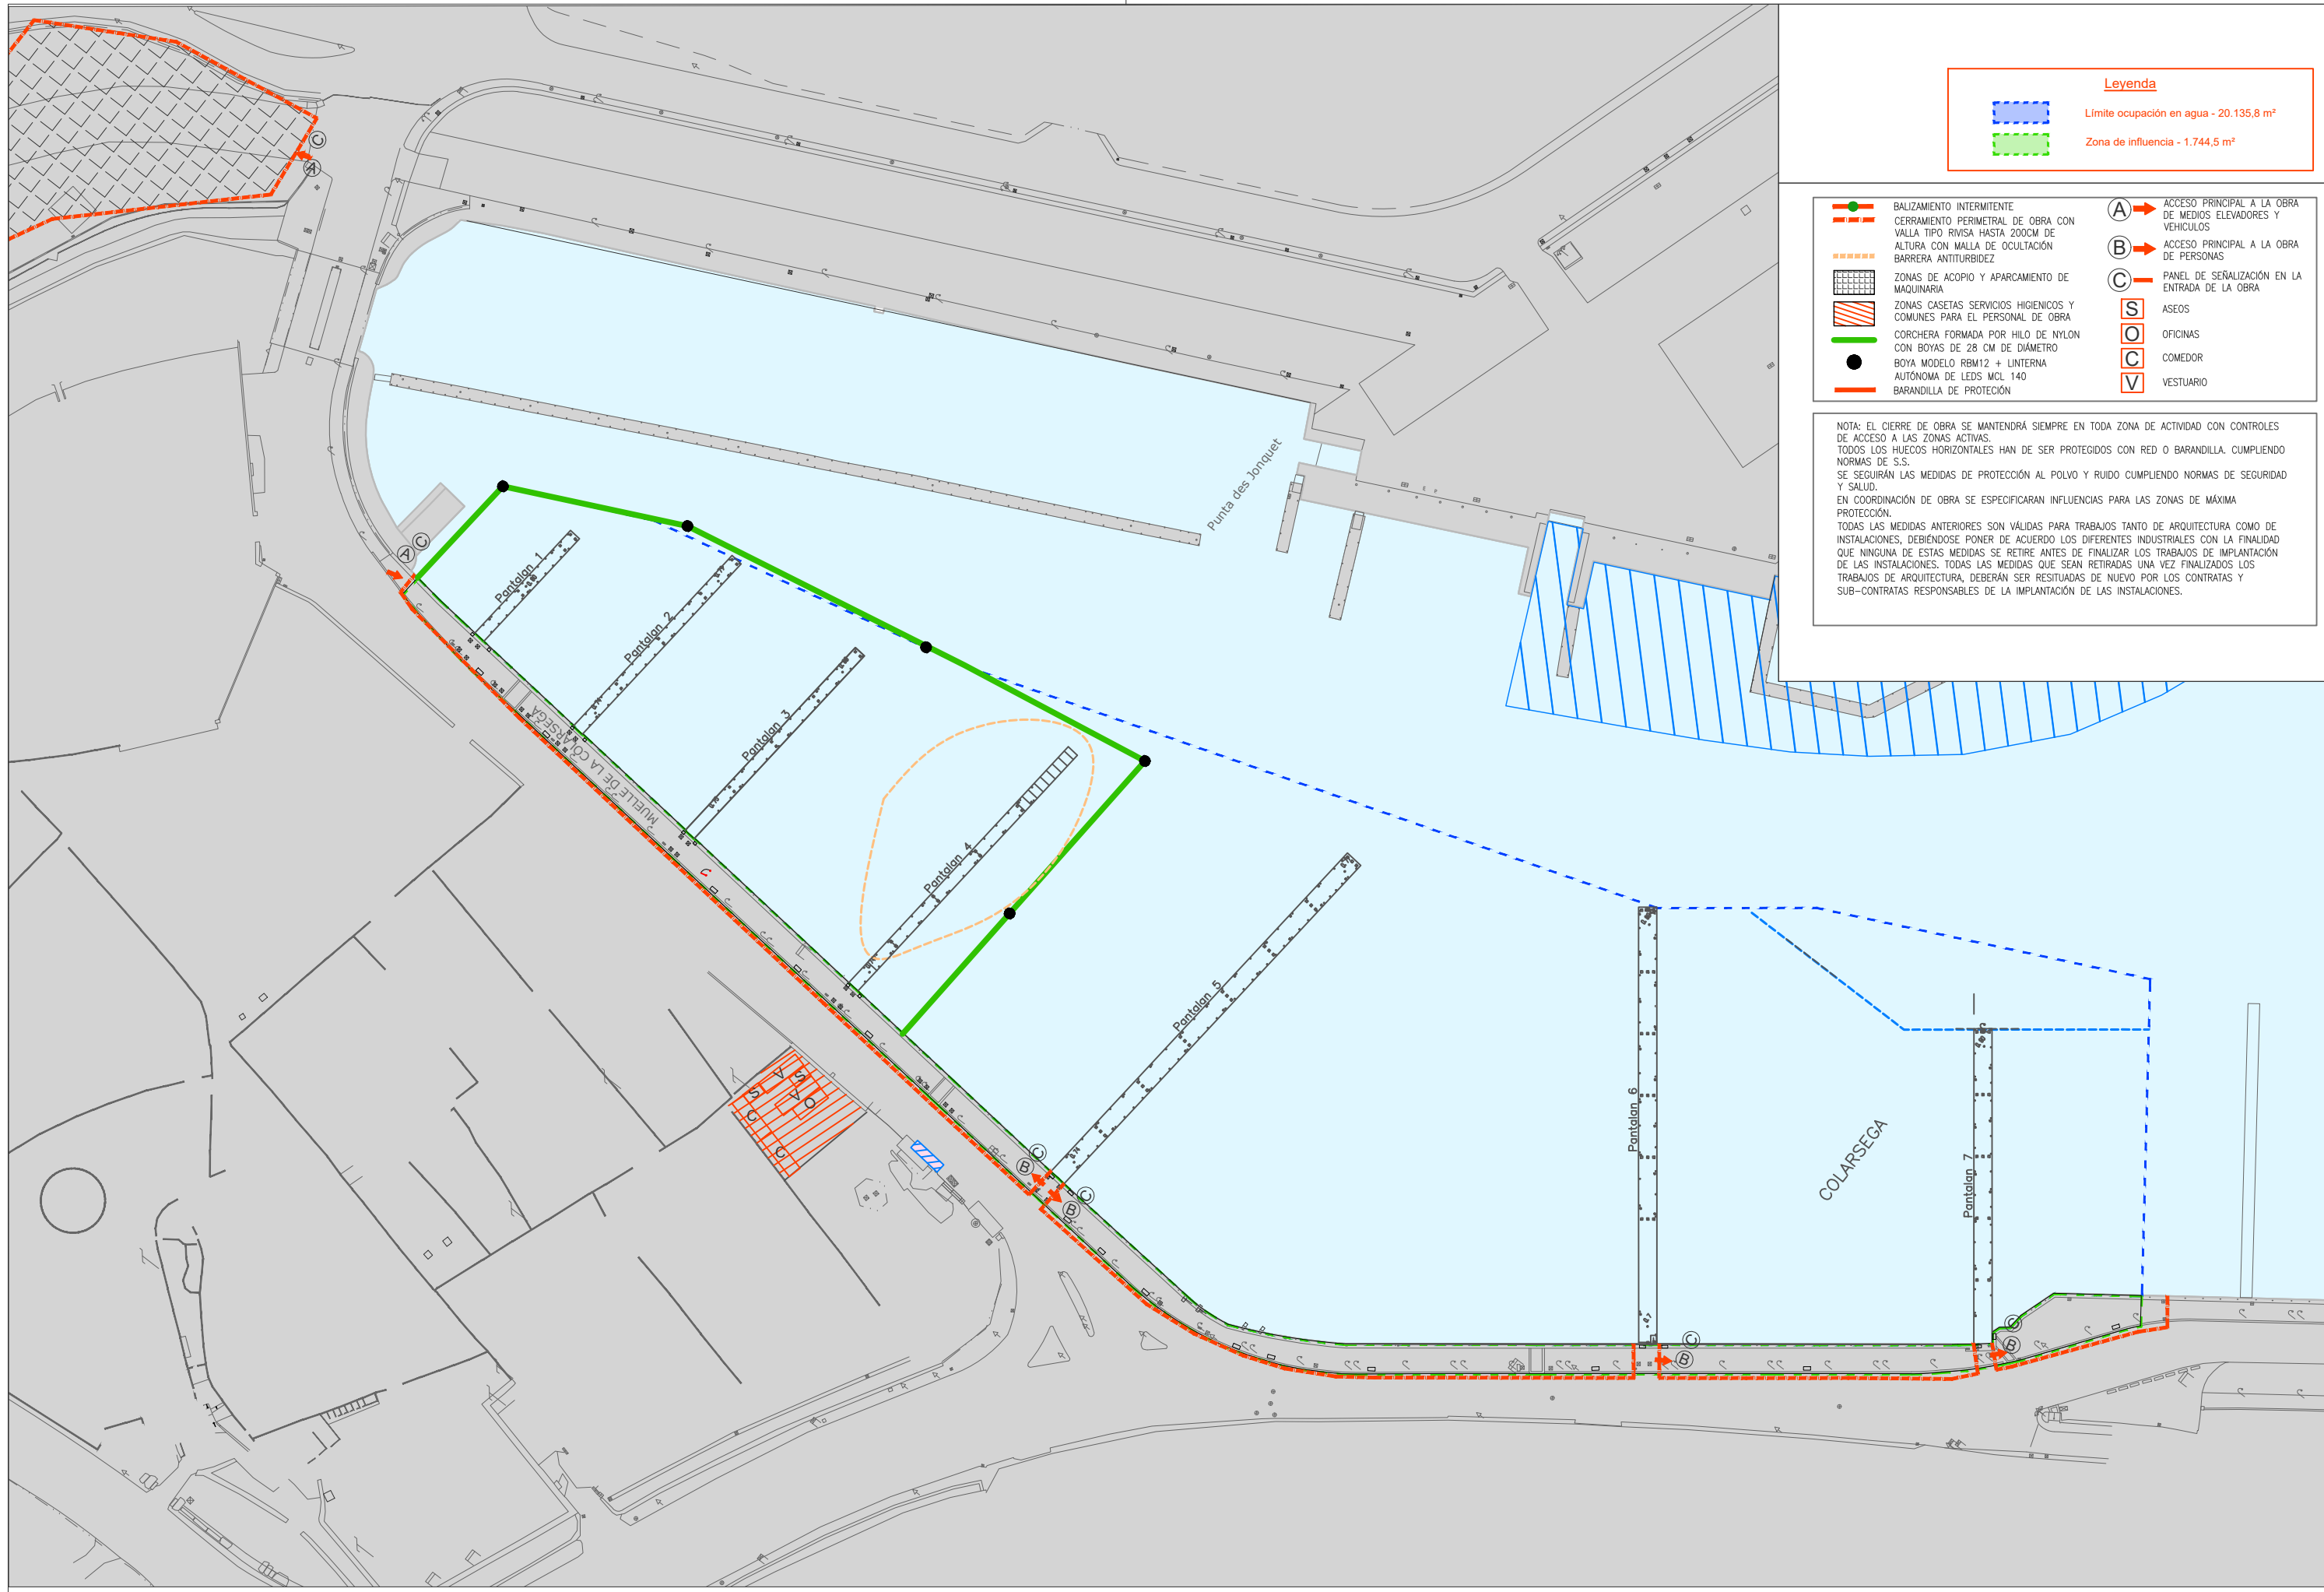 Leyenda
Límite ocupación en agua - 20.135,8 m²
Zona de influencia - 1.744,5 m²
BALIZAMIENTO INTERMITENTE
CERRAMIENTO PERIMETRAL DE OBRA CON
VALLA TIPO RIVISA HASTA 200CM DE
ALTURA CON MALLA DE OCULTACIÓN
BARRERA ANTITURBIDEZ
ZONAS DE ACOPIO Y APARCAMIENTO DE
MAQUINARIA
ZONAS CASETAS SERVICIOS HIGIENICOS Y
COMUNES PARA EL PERSONAL DE OBRA
CORCHERA FORMADA POR HILO DE NYLON
CON BOYAS DE 28 CM DE DIÁMETRO
BOYA MODELO RBM12 + LINTERNA
AUTÓNOMA DE LEDS MCL 140
BARANDILLA DE PROTECIÓN
A ACCESO PRINCIPAL A LA OBRA
DE MEDIOS ELEVADORES Y
VEHICULOS
B ACCESO PRINCIPAL A LA OBRA
DE PERSONAS
C PANEL DE SEÑALIZACIÓN EN LA
ENTRADA DE LA OBRA
S ASEOS
O OFICINAS
C COMEDOR
V VESTUARIO
NOTA: EL CIERRE DE OBRA SE MANTENDRÁ SIEMPRE EN TODA ZONA DE ACTIVIDAD CON CONTROLES
DE ACCESO A LAS ZONAS ACTIVAS.
TODOS LOS HUECOS HORIZONTALES HAN DE SER PROTEGIDOS CON RED O BARANDILLA. CUMPLIENDO
NORMAS DE S.S.
SE SEGUIRÁN LAS MEDIDAS DE PROTECCIÓN AL POLVO Y RUIDO CUMPLIENDO NORMAS DE SEGURIDAD
Y SALUD.
EN COORDINACIÓN DE OBRA SE ESPECIFICARAN INFLUENCIAS PARA LAS ZONAS DE MÁXIMA
PROTECCIÓN.
TODAS LAS MEDIDAS ANTERIORES SON VÁLIDAS PARA TRABAJOS TANTO DE ARQUITECTURA COMO DE
INSTALACIONES, DEBIÉNDOSE PONER DE ACUERDO LOS DIFERENTES INDUSTRIALES CON LA FINALIDAD
QUE NINGUNA DE ESTAS MEDIDAS SE RETIRE ANTES DE FINALIZAR LOS TRABAJOS DE IMPLANTACIÓN
DE LAS INSTALACIONES. TODAS LAS MEDIDAS QUE SEAN RETIRADAS UNA VEZ FINALIZADOS LOS
TRABAJOS DE ARQUITECTURA, DEBERÁN SER RESITUADAS DE NUEVO POR LOS CONTRATAS Y
SUB-CONTRATAS RESPONSABLES DE LA IMPLANTACIÓN DE LAS INSTALACIONES.
C
A
Punta des Jonquet
A C
Pantalan 1
Pantalan 2
Pantalan 3
MUELLE DE LA COLARSEGA
Pantalan 4
Pantalan 5
V S
S V O
C
C
B C
B C
Pantalan 6
COLARSEGA
Pantalan 7
C
B
C
B